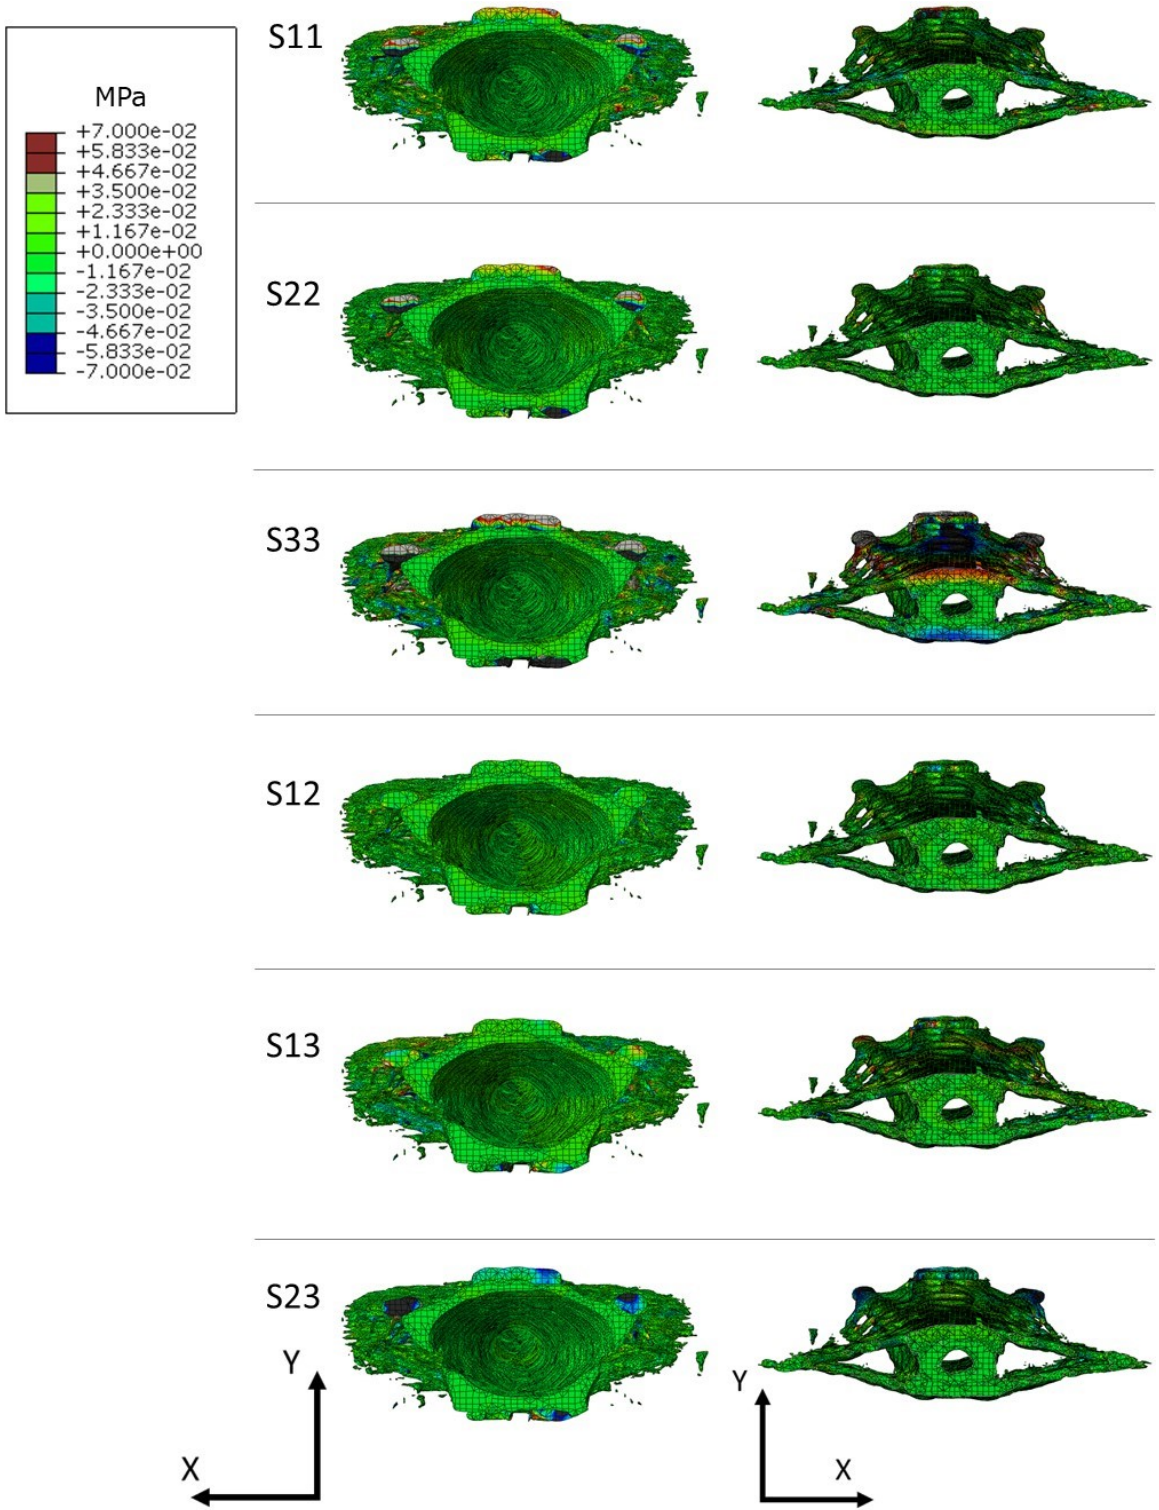 MPa
+7.000e-02
+5.833e-02
+4.667e-02
+3.500e-02
+2.333e-02
+1.167e-02
+0.000e+00
-1.167e-02
-2.333e-02
-3.500e-02
-4.667e-02
-5.833e-02
-7.000e-02
S11
S22
S33
S12
S13
S23
Y
X
Y
X